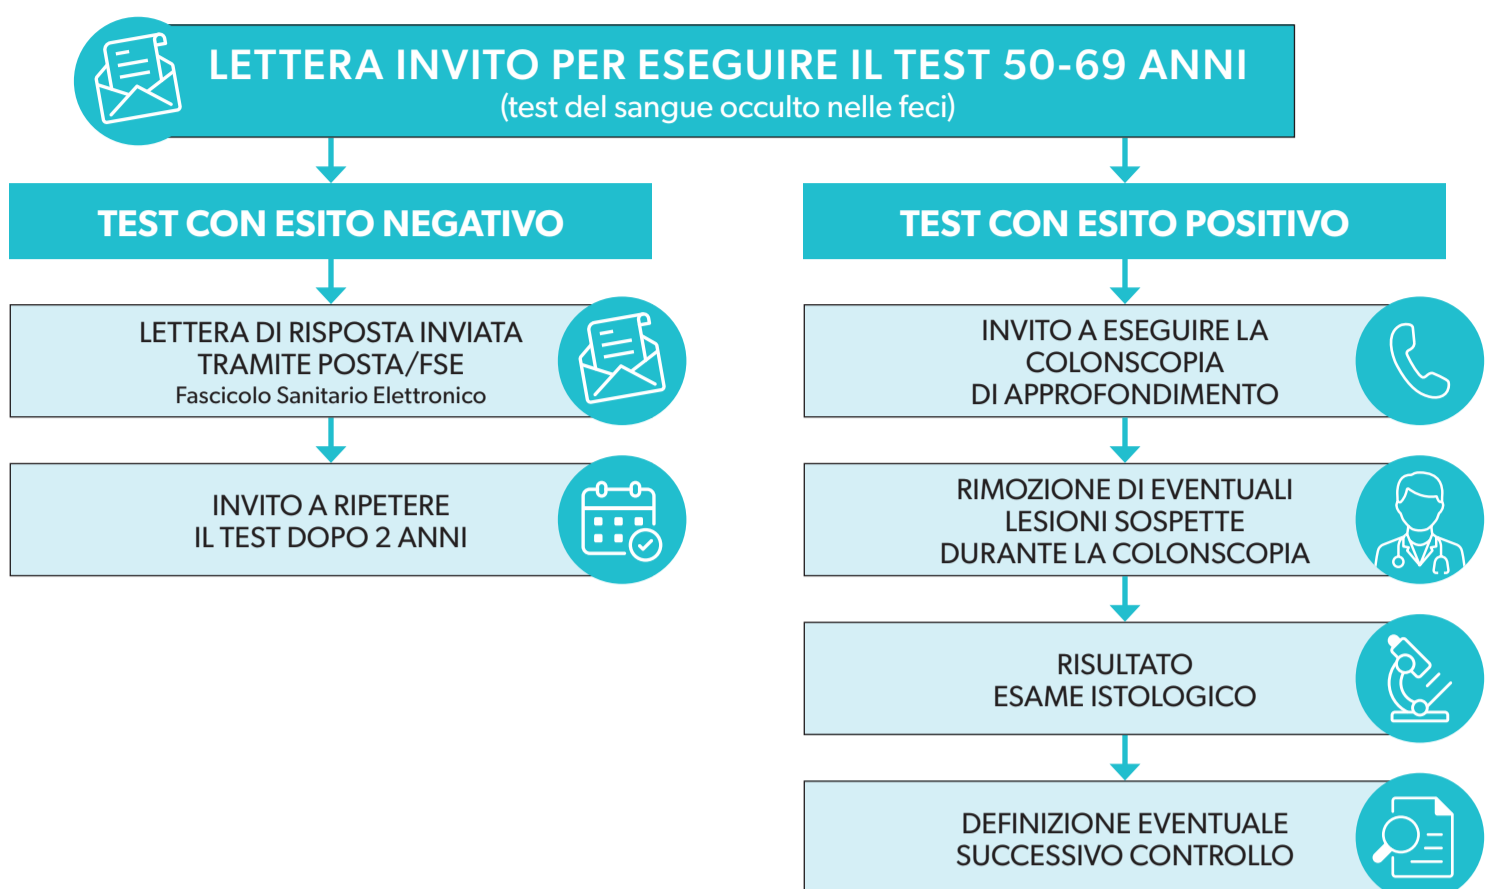 LETTERA INVITO PER ESEGUIRE IL TEST 50-69 ANNI
(test del sangue occulto nelle feci)
TEST CON ESITO NEGATIVO
LETTERA DI RISPOSTA INVIATA
TRAMITE POSTA/FSE
Fascicolo Sanitario Elettronico
INVITO A RIPETERE
IL TEST DOPO 2 ANNI
TEST CON ESITO POSITIVO
INVITO A ESEGUIRE LA
COLONSCOPIA
DI APPROFONDIMENTO
RIMOZIONE DI EVENTUALI
LESIONI SOSPETTE
DURANTE LA COLONSCOPIA
RISULTATO
ESAME ISTOLOGICO
DEFINIZIONE EVENTUALE
SUCCESSIVO CONTROLLO